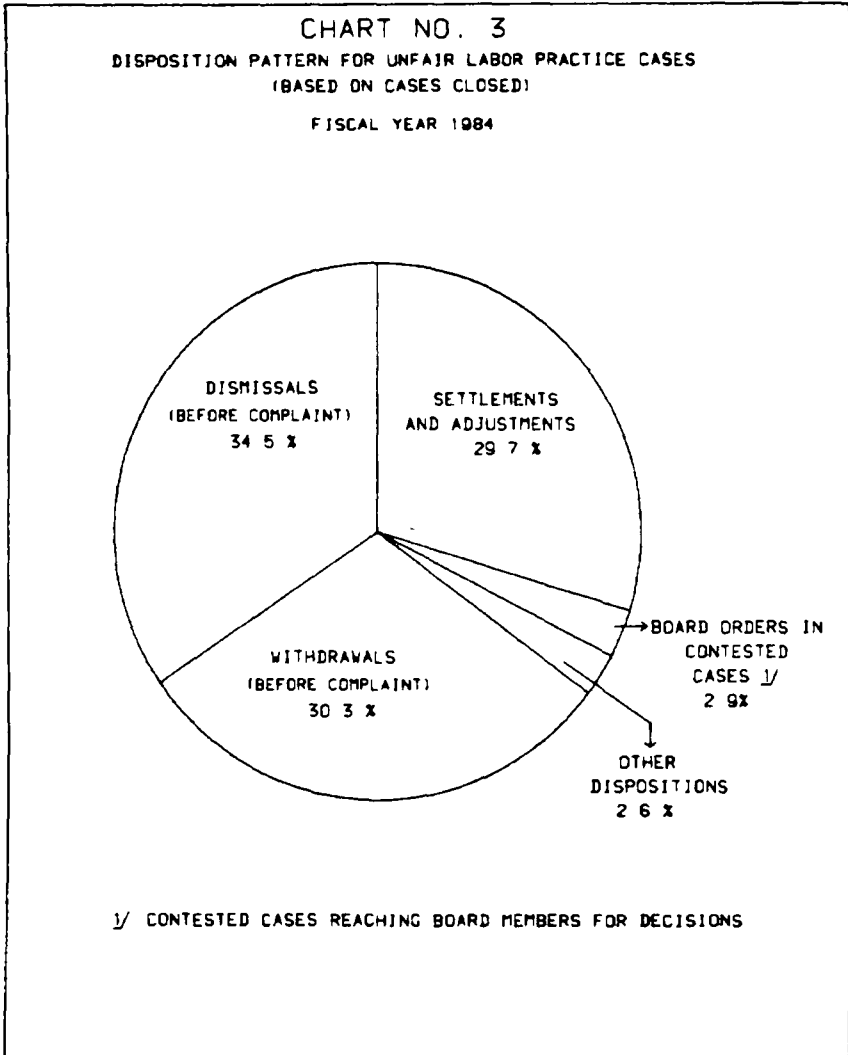 CHART NO. 3
DISPOSITION PATTERN FOR UNFAIR LABOR PRACTICE CASES
(BASED ON CASES CLOSED)
FISCAL YEAR 1984
DISMISSALS
(BEFORE COMPLAINT)
34 5 %
SETTLEMENTS
AND ADJUSTMENTS
29 7 %
BOARD ORDERS IN
CONTESTED
CASES 1/
2 9%
WITHDRAWALS
(BEFORE COMPLAINT)
30 3 %
OTHER
DISPOSITIONS
2 6 %
1/ CONTESTED CASES REACHING BOARD MEMBERS FOR DECISIONS